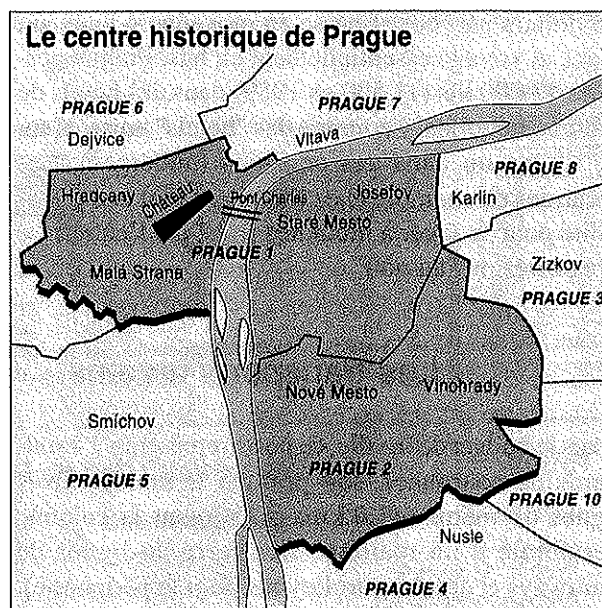 Le centre historique de Prague
PRAGUE 6
PRAGUE 7
Dejvice
Vltava
PRAGUE 8
Hradcany
Château
Pont Charles
Josefov
Karlín
Staré Mesto
PRAGUE 1
Zizkov
Malá Strana
PRAGUE 3
Nové Mesto
Vinohrady
Smíchov
PRAGUE 5
PRAGUE 2
PRAGUE 10
Nusle
PRAGUE 4